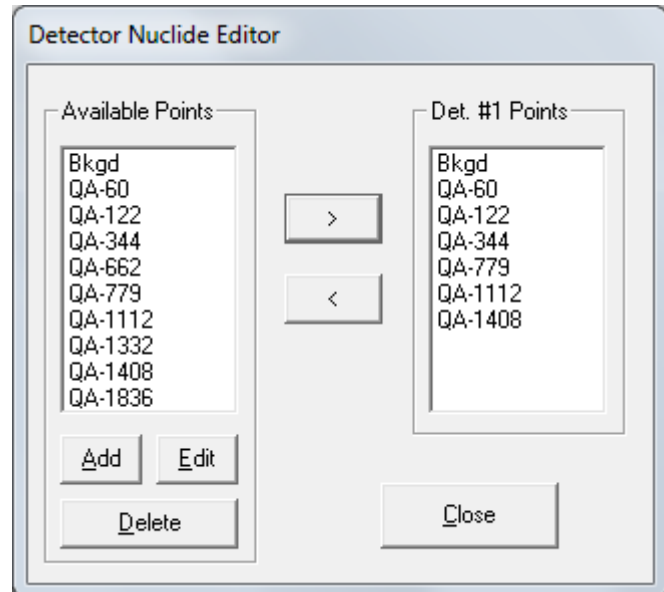 Detector Nuclide Editor
Available Points
Bkgd
QA-60
QA-122
QA-344
QA-662
QA-779
QA-1112
QA-1332
QA-1408
QA-1836
Add
Edit
Delete
>
<
Det. #1 Points
Bkgd
QA-60
QA-122
QA-344
QA-779
QA-1112
QA-1408
Close